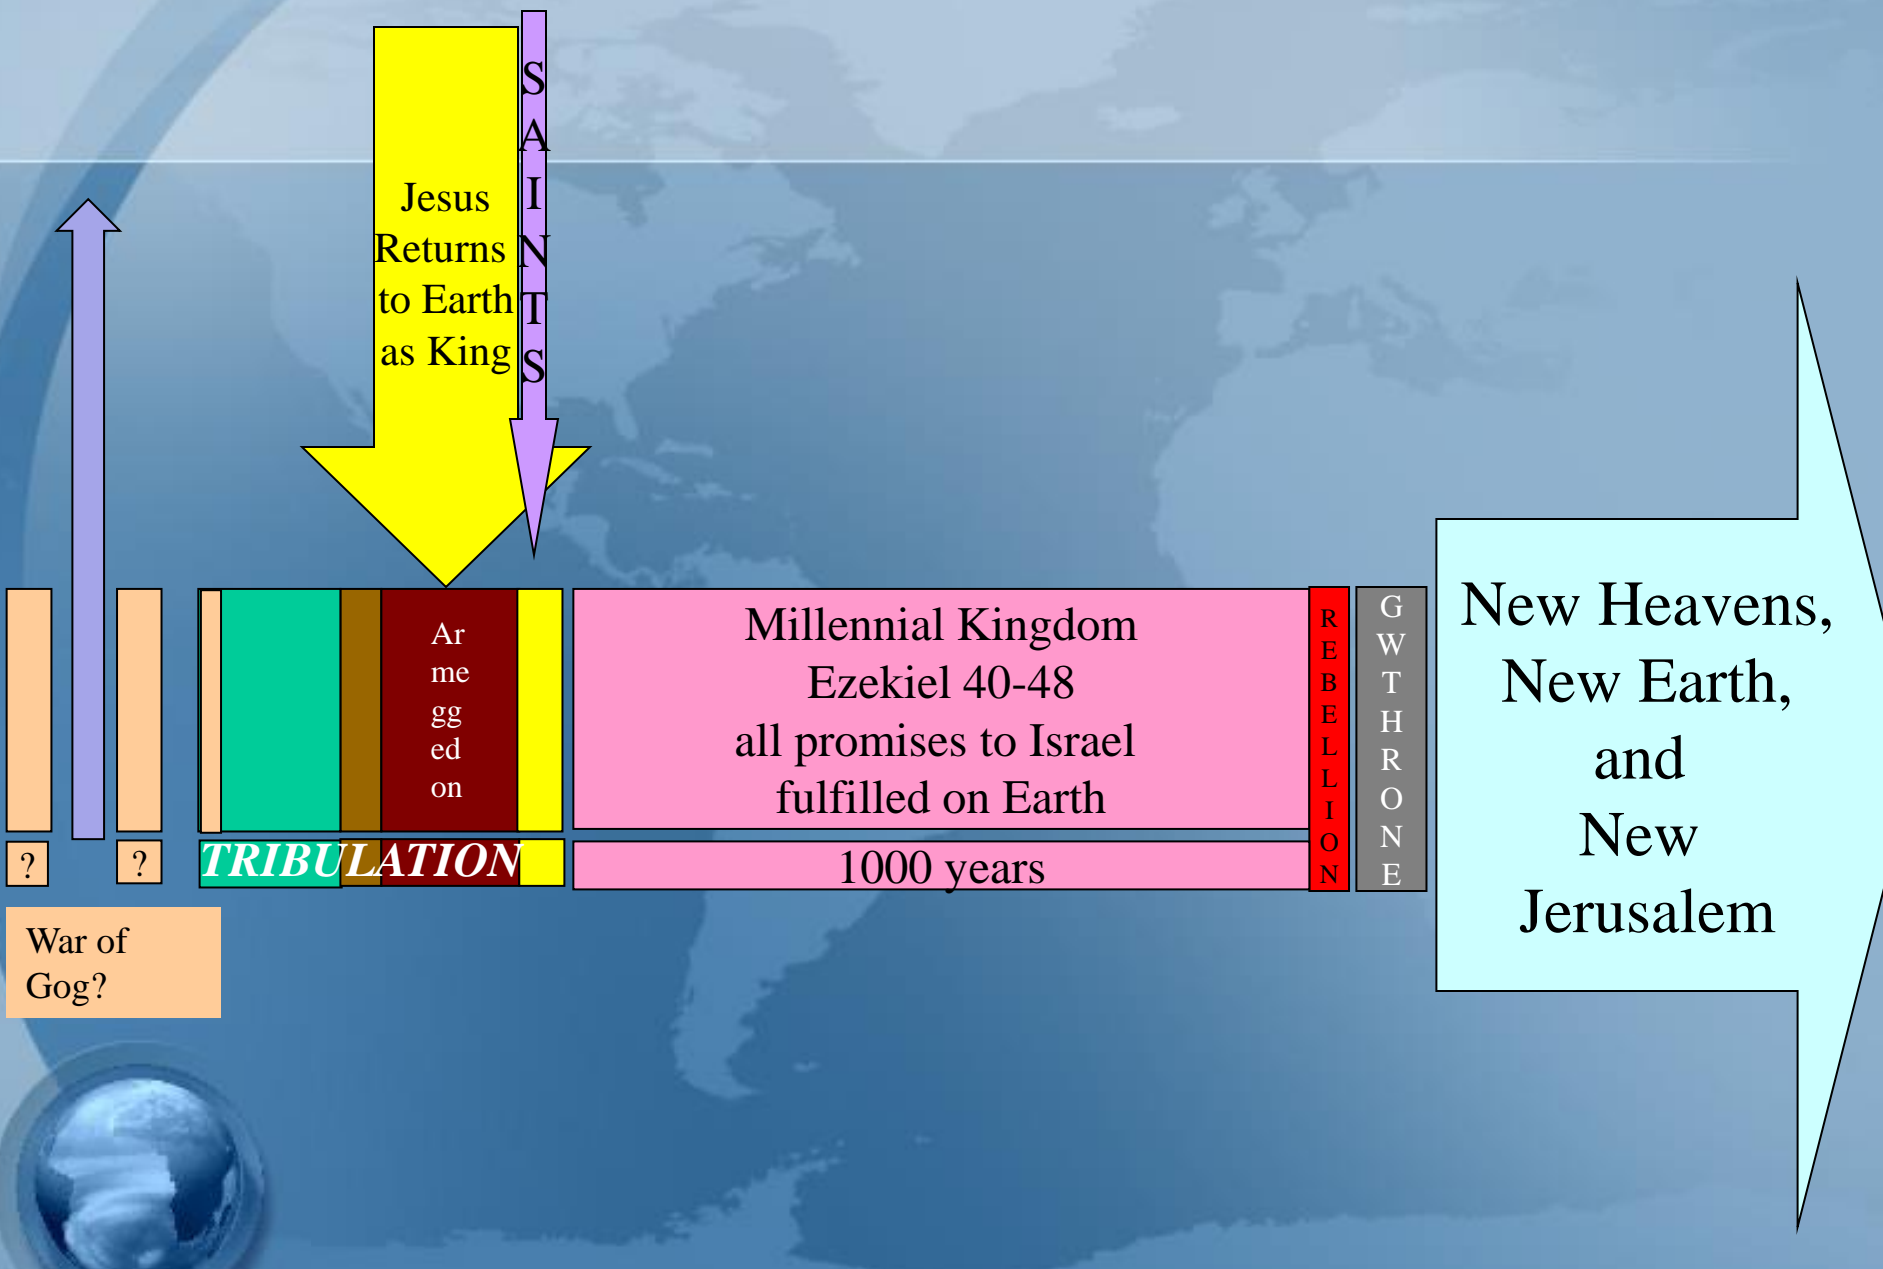 Jesus
Returns
to Earth
as King
S
A
I
N
T
S
Ar
me
gg
ed
on
Millennial Kingdom
Ezekiel 40-48
all promises to Israel
fulfilled on Earth
R
E
B
E
L
L
I
O
N
G
W
T
H
R
O
N
E
New Heavens,
New Earth,
and
New
Jerusalem
?
?
TRIBULATION
1000 years
War of
Gog?